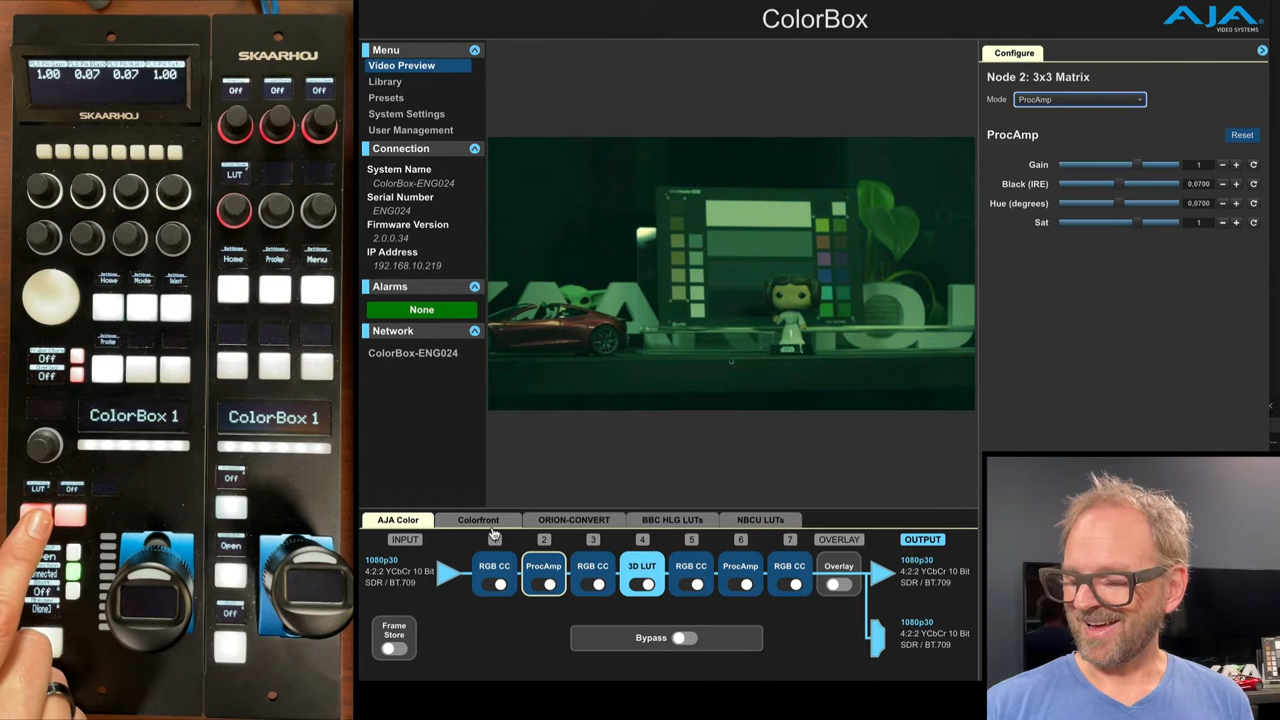 ColorBox
AJA
VIDEO SYSTEMS
Menu
Video Preview
Library
Presets
System Settings
User Management
Connection
System Name
ColorBox-ENG024
Serial Number
ENG024
Firmware Version
2.0.0.34
IP Address
192.168.10.219
Alarms
None
Network
ColorBox-ENG024
Configure
Node 2: 3x3 Matrix
Mode ProcAmp
ProcAmp Reset
Gain 1
Black (IRE) 0,0700
Hue (degrees) 0,0700
Sat 1
AJA Color Colorfront ORION-CONVERT BBC HLG LUTs NBCU LUTs
INPUT 2 3 4 5 6 7 OVERLAY OUTPUT
1080p30
4:2:2 YCbCr 10 Bit
SDR / BT.709
RGB CC ProcAmp RGB CC 3D LUT RGB CC ProcAmp RGB CC Overlay
1080p30
4:2:2 YCbCr 10 Bit
SDR / BT.709
1080p30
4:2:2 YCbCr 10 Bit
SDR / BT.709
Frame
Store
Bypass
1.00 0.07 0.07 1.00
SKAARHOJ
Home Mode Select
ProcAmp
Off
Off
ColorBox 1
LUT Off
[None]
SKAARHOJ
Off Off Off
LUT
Home ProcAmp Menu
ColorBox 1
Off
Open
Off